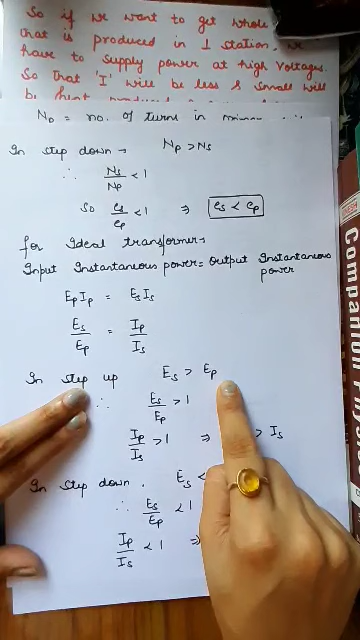 So if we want to get whole
that is produced in 1 station, we
have to supply power at high voltages.
So that 'I' will be less & small will
be
Np = no. of turns in
In step down → Np > Ns
∴ Ns/Np < 1
So es/ep < 1 ⇒ es < ep
for Ideal transformer→
Input Instantaneous power = Output Instantaneous
power
EpIp = EsIs
Es/Ep = Ip/Is
In step up Es > Ep
∴ Es/Ep > 1
Ip/Is > 1 ⇒ > Is
In step down. Es <
∴ Es/Ep < 1
Ip/Is < 1 ⇒
Companion